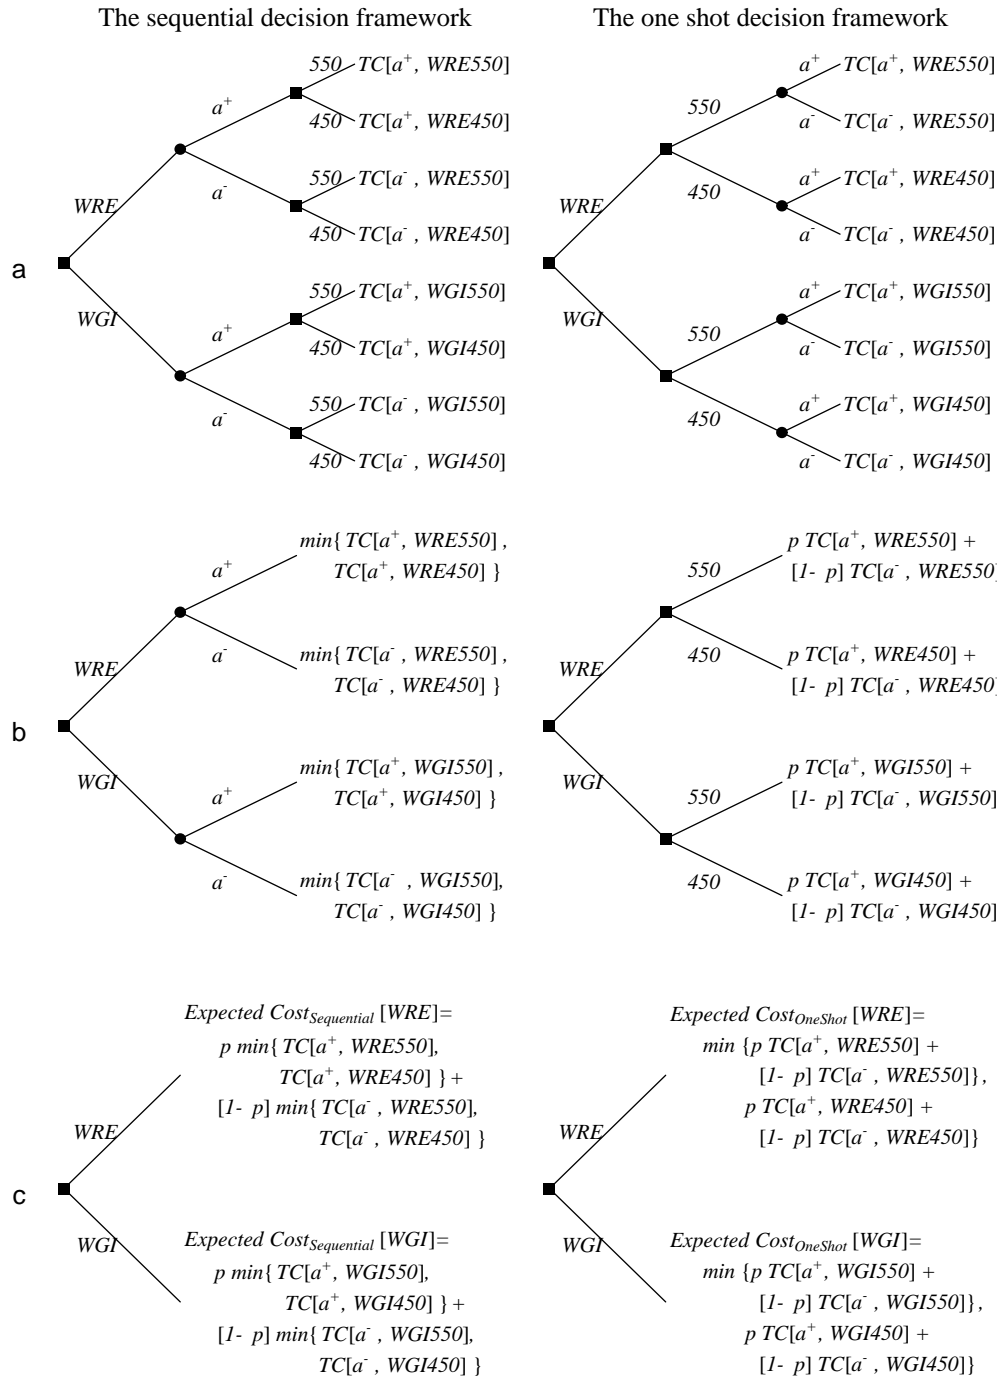 The sequential decision framework
The one shot decision framework
a
WRE
WGI
a⁺
a⁻
a⁺
a⁻
550 TC[a⁺, WRE550]
450 TC[a⁺, WRE450]
550 TC[a⁻ , WRE550]
450 TC[a⁻ , WRE450]
550 TC[a⁺, WGI550]
450 TC[a⁺, WGI450]
550 TC[a⁻ , WGI550]
450 TC[a⁻ , WGI450]
WRE
WGI
550
450
550
450
a⁺ TC[a⁺, WRE550]
a⁻ TC[a⁻ , WRE550]
a⁺ TC[a⁺, WRE450]
a⁻ TC[a⁻ , WRE450]
a⁺ TC[a⁺, WGI550]
a⁻ TC[a⁻ , WGI550]
a⁺ TC[a⁺, WGI450]
a⁻ TC[a⁻ , WGI450]
b
WRE
WGI
a⁺
min{ TC[a⁺, WRE550] ,
TC[a⁺, WRE450] }
a⁻
min{ TC[a⁻ , WRE550] ,
TC[a⁻ , WRE450] }
a⁺
min{ TC[a⁺, WGI550] ,
TC[a⁺, WGI450] }
a⁻
min{ TC[a⁻ , WGI550],
TC[a⁻ , WGI450] }
WRE
WGI
550
p TC[a⁺, WRE550] +
[1- p] TC[a⁻ , WRE550]
450
p TC[a⁺, WRE450] +
[1- p] TC[a⁻ , WRE450]
550
p TC[a⁺, WGI550] +
[1- p] TC[a⁻ , WGI550]
450
p TC[a⁺, WGI450] +
[1- p] TC[a⁻ , WGI450]
c
WRE
Expected Cost_Sequential [WRE]=
p min{ TC[a⁺, WRE550],
TC[a⁺, WRE450] } +
[1- p] min{ TC[a⁻ , WRE550],
TC[a⁻ , WRE450] }
WGI
Expected Cost_Sequential [WGI]=
p min{ TC[a⁺, WGI550],
TC[a⁺, WGI450] } +
[1- p] min{ TC[a⁻ , WGI550],
TC[a⁻ , WGI450] }
WRE
Expected Cost_OneShot [WRE]=
min {p TC[a⁺, WRE550] +
[1- p] TC[a⁻ , WRE550]},
p TC[a⁺, WRE450] +
[1- p] TC[a⁻ , WRE450]}
WGI
Expected Cost_OneShot [WGI]=
min {p TC[a⁺, WGI550] +
[1- p] TC[a⁻ , WGI550]},
p TC[a⁺, WGI450] +
[1- p] TC[a⁻ , WGI450]}